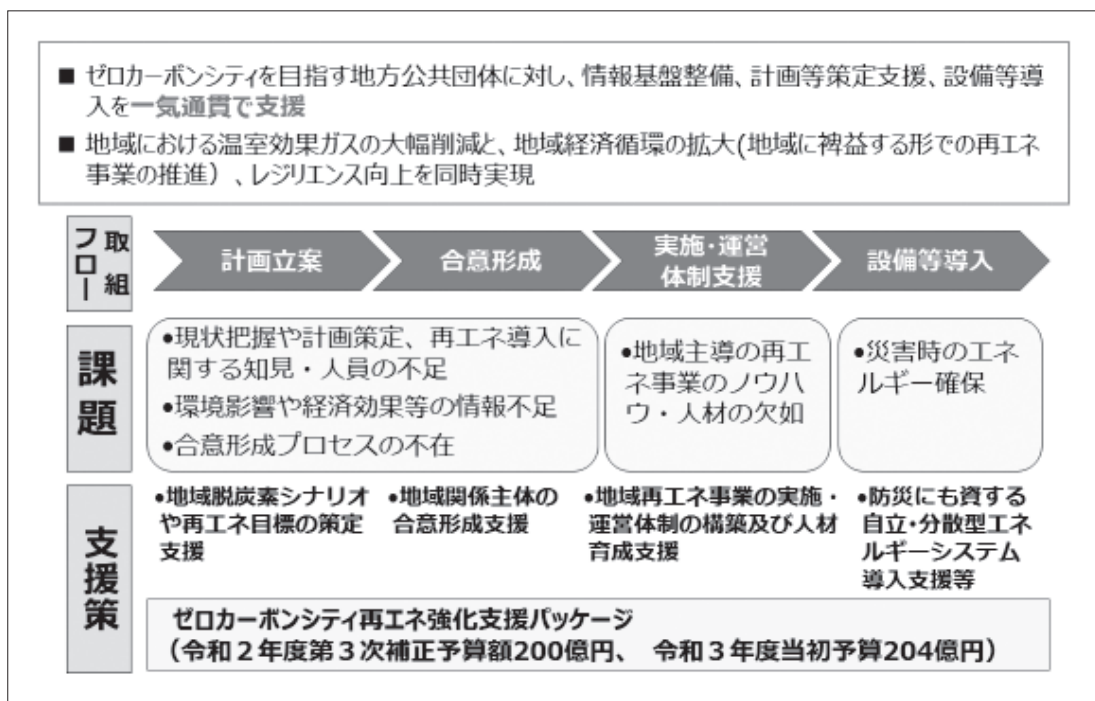 ■ ゼロカーボンシティを目指す地方公共団体に対し、情報基盤整備、計画等策定支援、設備等導
入を一気通貫で支援
■ 地域における温室効果ガスの大幅削減と、地域経済循環の拡大(地域に裨益する形での再エネ
事業の推進）、レジリエンス向上を同時実現
取組
フロー
計画立案
合意形成
実施・運営
体制支援
設備等導入
課題
●現状把握や計画策定、再エネ導入に
関する知見・人員の不足
●環境影響や経済効果等の情報不足
●合意形成プロセスの不在
●地域主導の再エ
ネ事業のノウハ
ウ・人材の欠如
●災害時のエネ
ルギー確保
支援策
●地域脱炭素シナリオ
や再エネ目標の策定
支援
●地域関係主体の
合意形成支援
●地域再エネ事業の実施・
運営体制の構築及び人材
育成支援
●防災にも資する
自立・分散型エネ
ルギーシステム
導入支援等
ゼロカーボンシティ再エネ強化支援パッケージ
（令和２年度第３次補正予算額200億円、 令和３年度当初予算204億円）